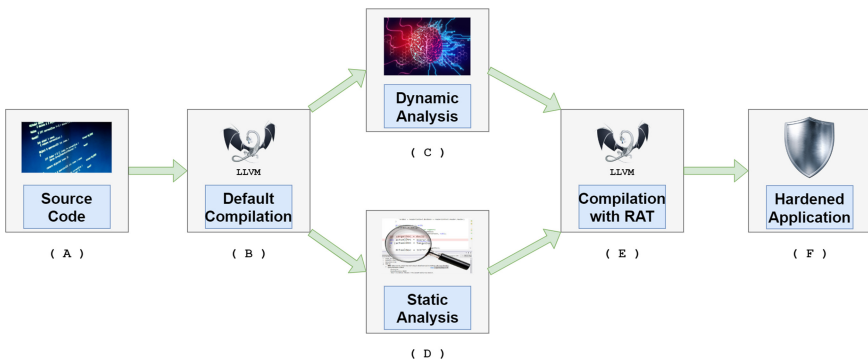 Source
Code
( A )
LLVM
Default
Compilation
( B )
Dynamic
Analysis
( C )
Static
Analysis
( D )
LLVM
Compilation
with RAT
( E )
Hardened
Application
( F )